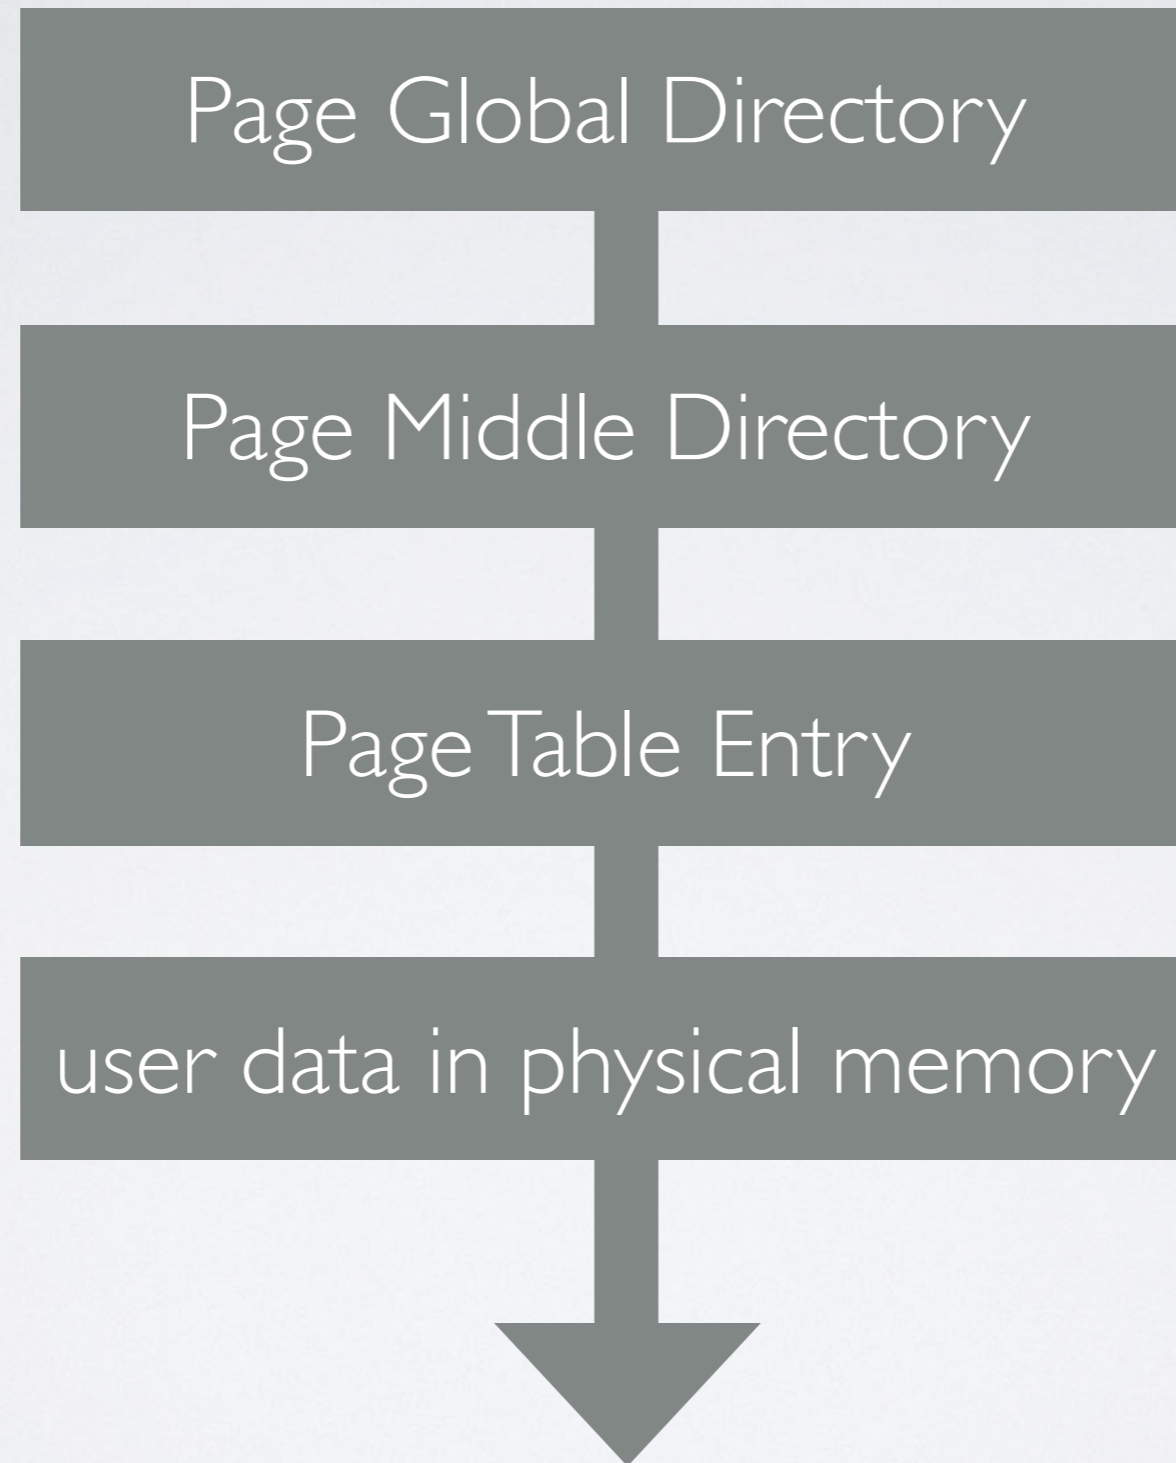 Page Global Directory
Page Middle Directory
Page Table Entry
user data in physical memory